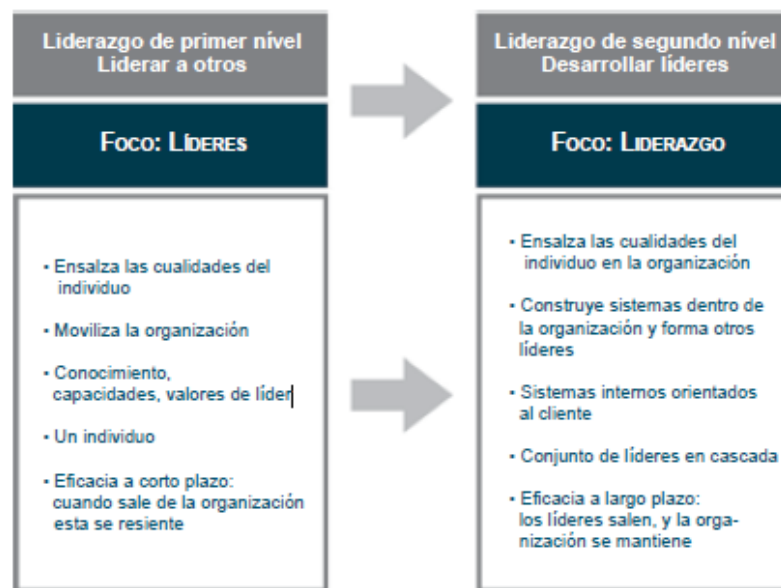 Liderazgo de primer nível
Liderar a otros
FOCO: LÍDERES
• Ensalza las cualidades del
individuo
• Moviliza la organización
• Conocimiento,
capacidades, valores de líder
• Un individuo
• Eficacia a corto plazo:
cuando sale de la organización
esta se resiente
Liderazgo de segundo nível
Desarrollar líderes
FOCO: LIDERAZGO
• Ensalza las cualidades del
individuo en la organización
• Construye sistemas dentro de
la organización y forma otros
líderes
• Sistemas internos orientados
al cliente
• Conjunto de líderes en cascada
• Eficacia a largo plazo:
los líderes salen, y la orga-
nización se mantiene